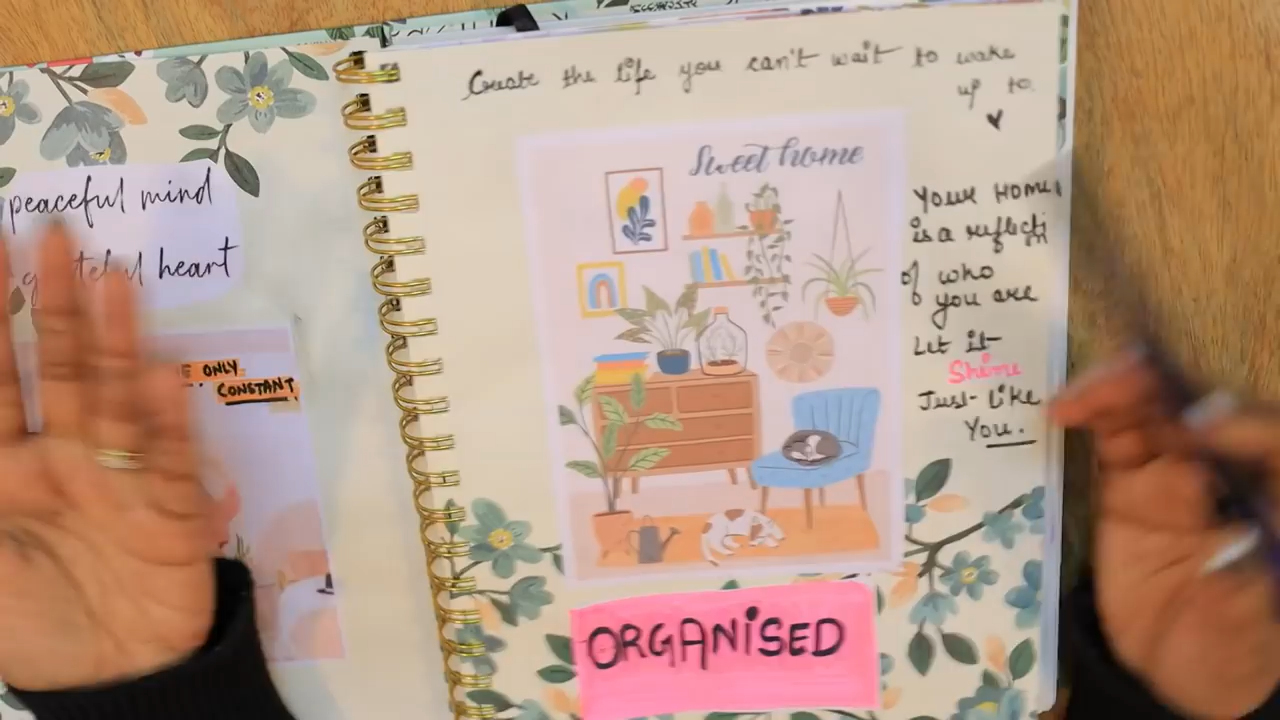 peaceful mind
grateful heart
ONLY
CONSTANT.
Create the life you can't wait to wake
up to.
Sweet home
Your Home
is a reflecti
of who
you are
Let it
Shine
Just like
You.
ORGANISED